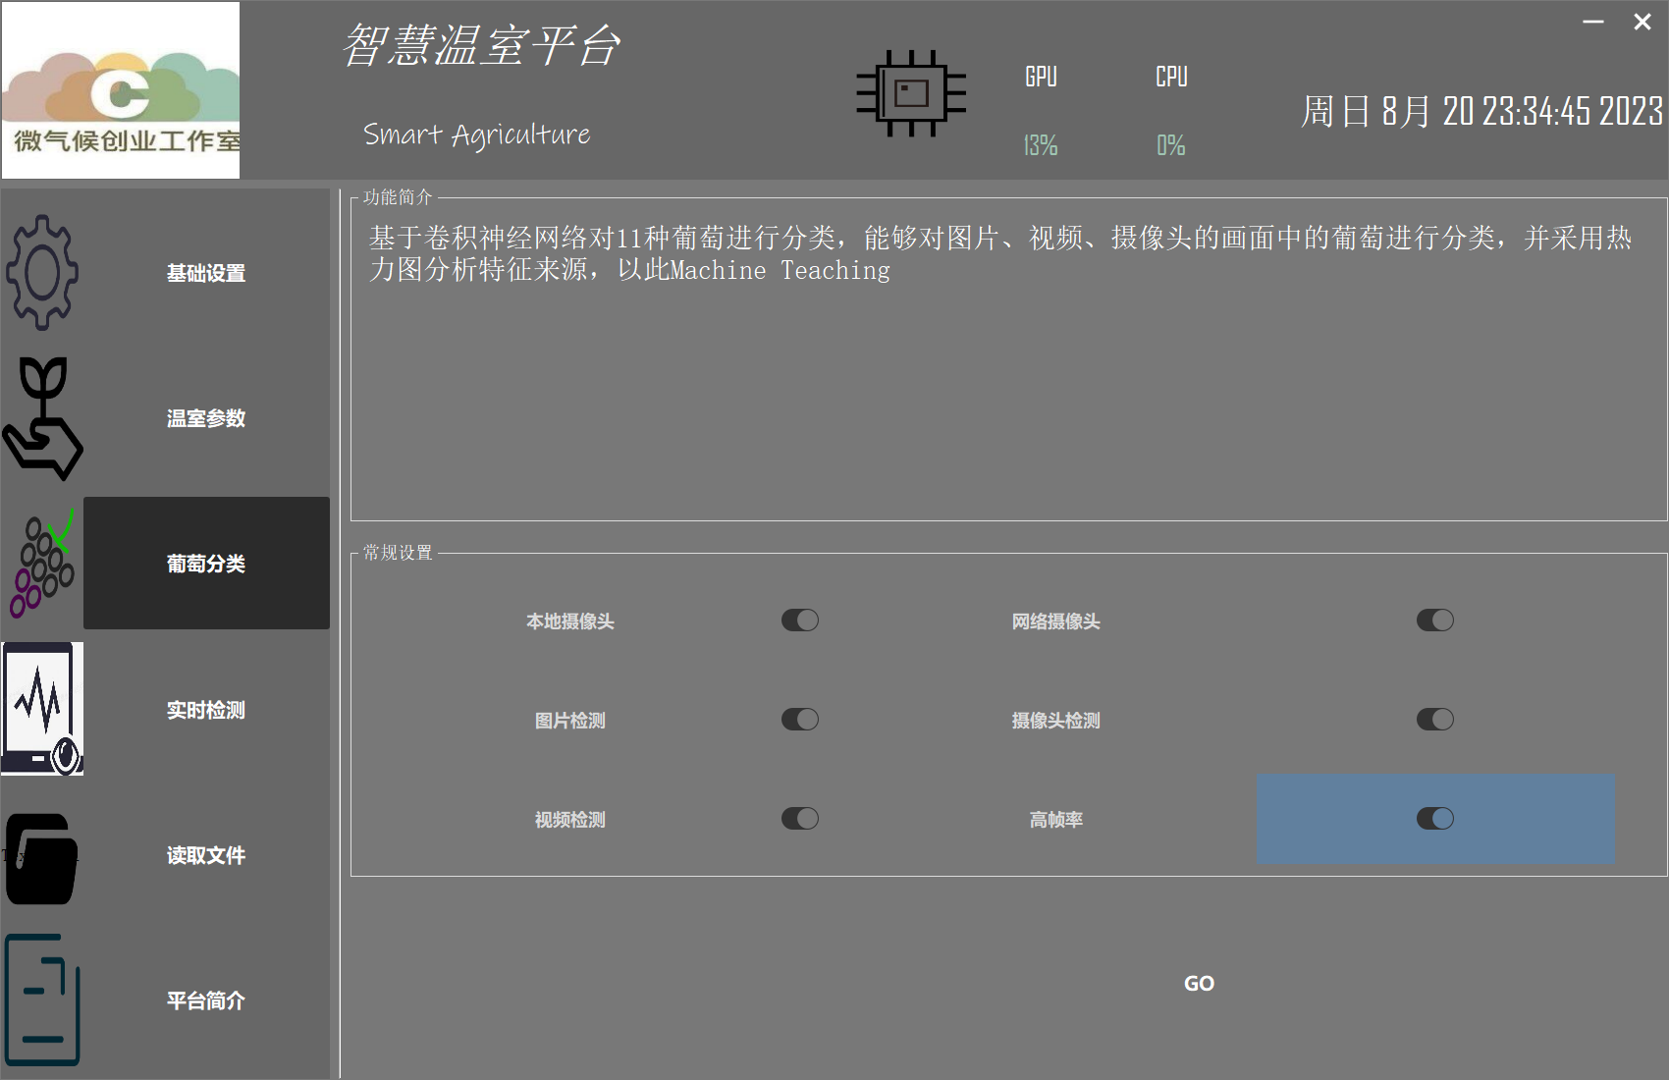 微气候创业工作室
智慧温室平台
Smart Agriculture
GPU
CPU
13%
0%
周日 8月 20 23:34:45 2023
基础设置
温室参数
葡萄分类
实时检测
读取文件
平台简介
功能简介
基于卷积神经网络对11种葡萄进行分类，能够对图片、视频、摄像头的画面中的葡萄进行分类，并采用热
力图分析特征来源，以此Machine Teaching
常规设置
本地摄像头
网络摄像头
图片检测
摄像头检测
视频检测
高帧率
GO